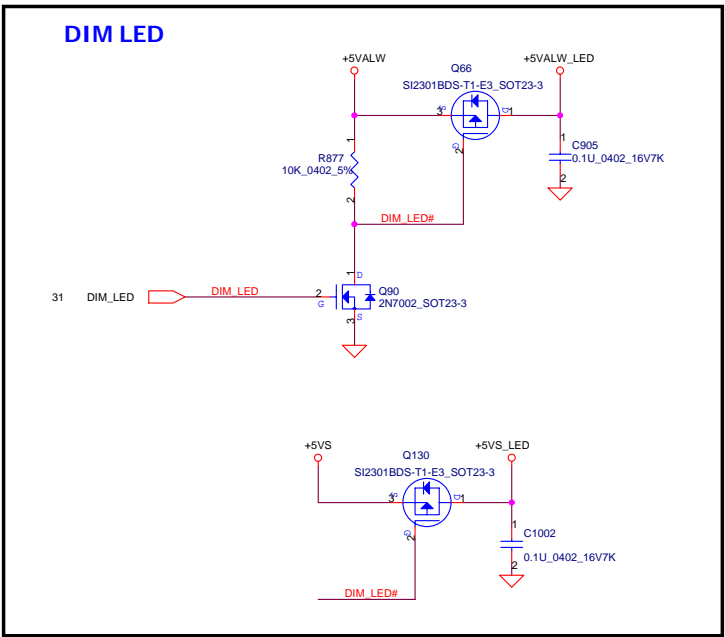 DIM LED
+5VALW
Q66
SI2301BDS-T1-E3_SOT23-3
+5VALW_LED
3
S
D
1
G
2
1
R877
10K_0402_5%
2
1
C905
0.1U_0402_16V7K
2
DIM_LED#
31
DIM_LED
DIM_LED
2
G
1
D
Q90
2N7002_SOT23-3
3
S
+5VS
Q130
SI2301BDS-T1-E3_SOT23-3
+5VS_LED
3
S
D
1
G
2
1
C1002
0.1U_0402_16V7K
2
DIM_LED#